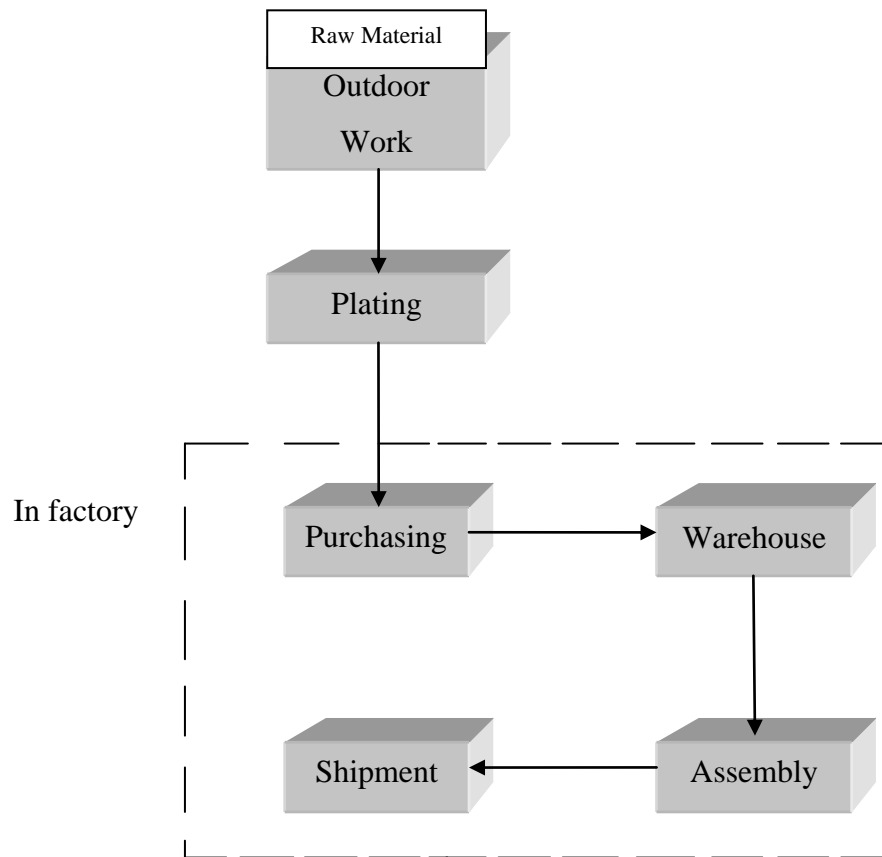 Raw Material
Outdoor
Work
Plating
In factory
Purchasing
Warehouse
Shipment
Assembly